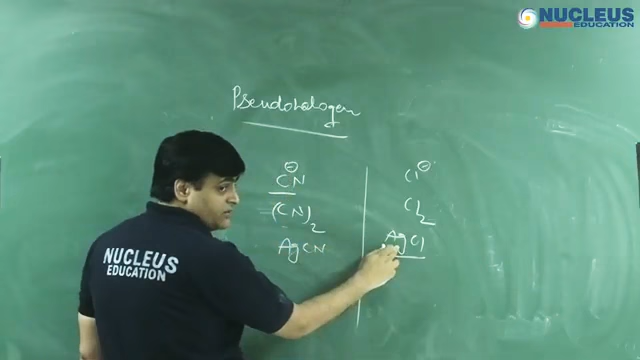 NUCLEUS
EDUCATION
Pseudohalogen
CN⊖ Cl⊖
(CN)₂ Cl₂
AgCN AgCl
NUCLEUS
EDUCATION